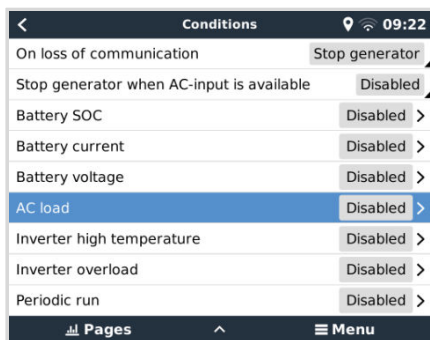 Conditions 09:22
On loss of communication Stop generator
Stop generator when AC-input is available Disabled
Battery SOC Disabled
Battery current Disabled
Battery voltage Disabled
AC load Disabled
Inverter high temperature Disabled
Inverter overload Disabled
Periodic run Disabled
Pages Menu